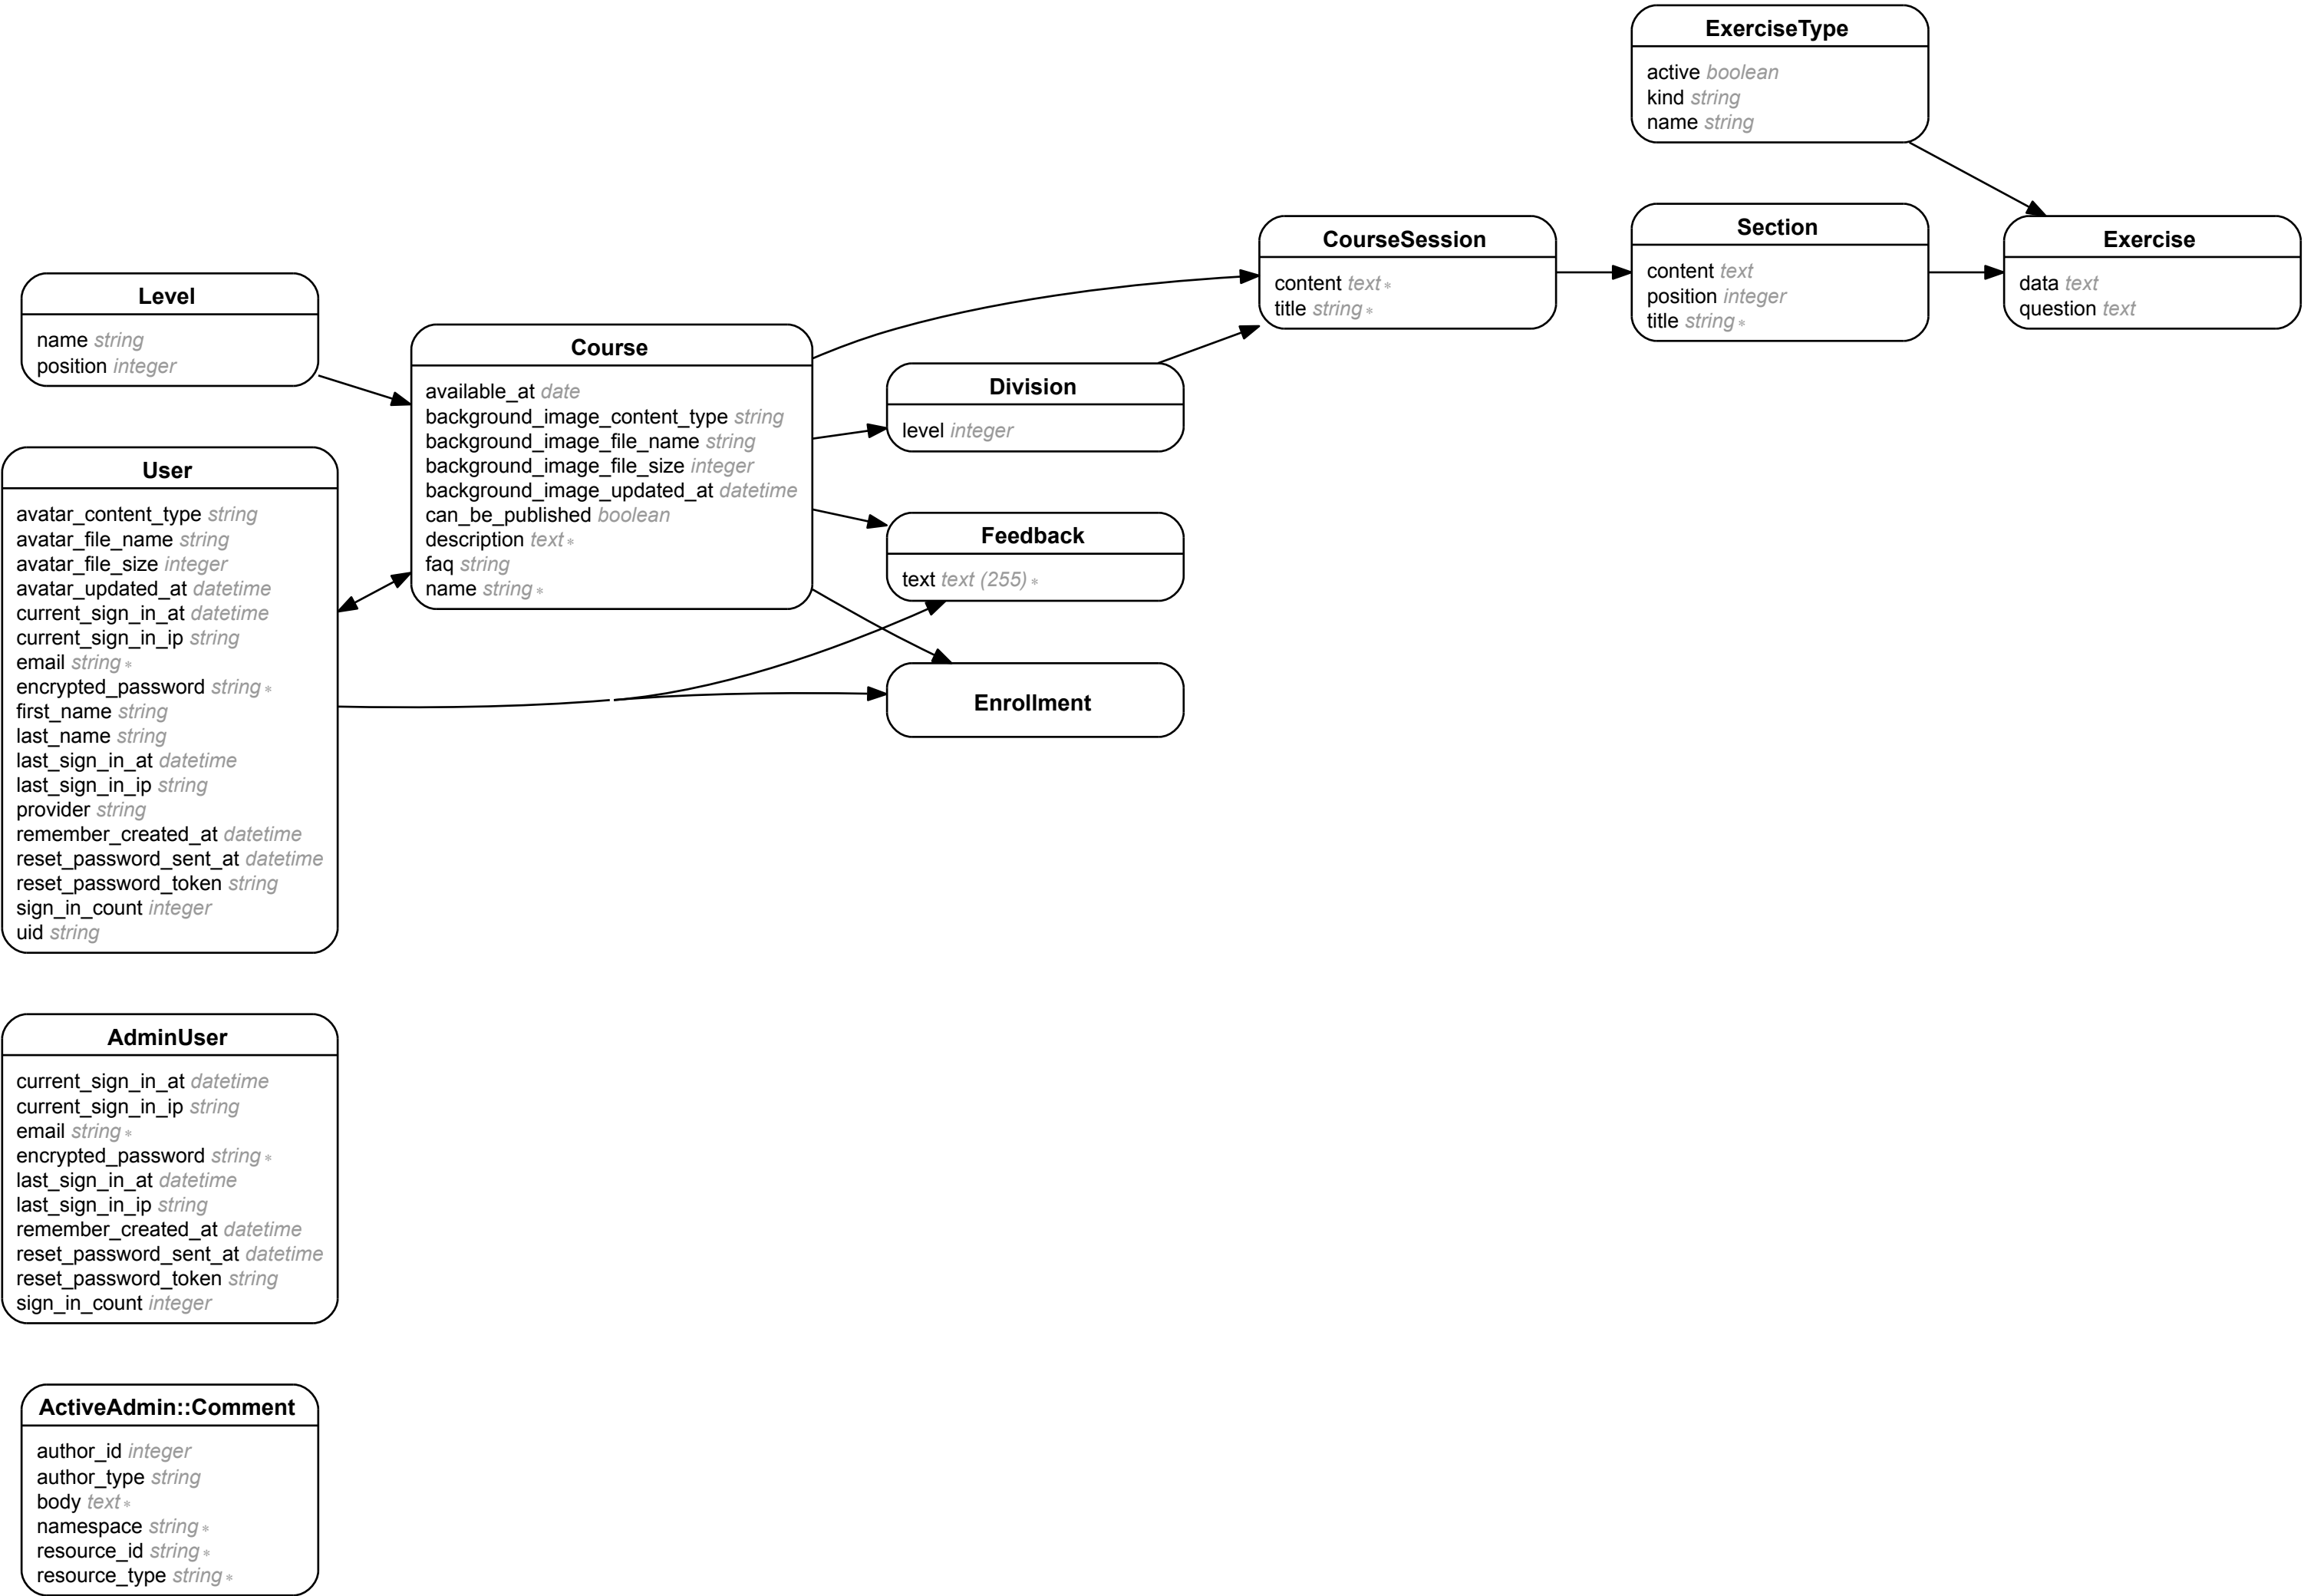 ExerciseType
active boolean
kind string
name string
Level
name string
position integer
Course
available_at date
background_image_content_type string
background_image_file_name string
background_image_file_size integer
background_image_updated_at datetime
can_be_published boolean
description text *
faq string
name string *
CourseSession
content text *
title string *
Section
content text
position integer
title string *
Exercise
data text
question text
Division
level integer
Feedback
text text (255) *
Enrollment
User
avatar_content_type string
avatar_file_name string
avatar_file_size integer
avatar_updated_at datetime
current_sign_in_at datetime
current_sign_in_ip string
email string *
encrypted_password string *
first_name string
last_name string
last_sign_in_at datetime
last_sign_in_ip string
provider string
remember_created_at datetime
reset_password_sent_at datetime
reset_password_token string
sign_in_count integer
uid string
AdminUser
current_sign_in_at datetime
current_sign_in_ip string
email string *
encrypted_password string *
last_sign_in_at datetime
last_sign_in_ip string
remember_created_at datetime
reset_password_sent_at datetime
reset_password_token string
sign_in_count integer
ActiveAdmin::Comment
author_id integer
author_type string
body text *
namespace string *
resource_id string *
resource_type string *